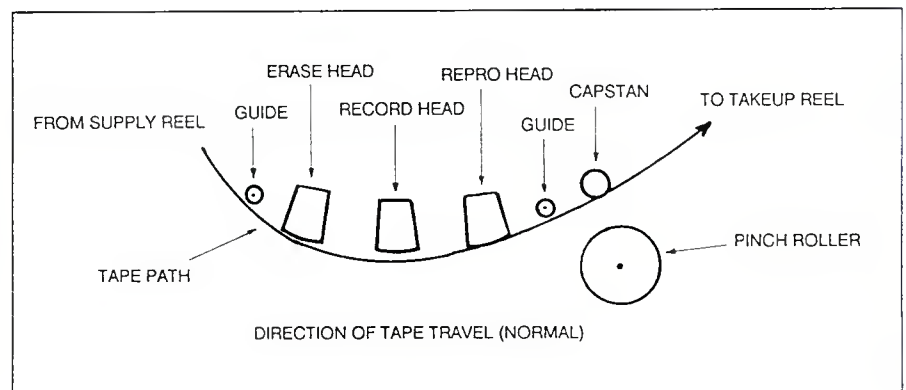 ERASE HEAD
REPRO HEAD
CAPSTAN
GUIDE
RECORD HEAD
TO TAKEUP REEL
FROM SUPPLY REEL
GUIDE
PINCH ROLLER
TAPE PATH
DIRECTION OF TAPE TRAVEL (NORMAL)